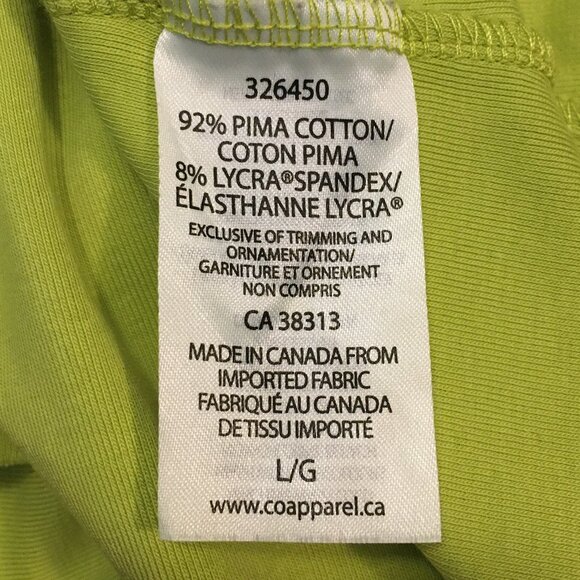 326450
92% PIMA COTTON/
COTON PIMA
8% LYCRA®SPANDEX/
ÉLASTHANNE LYCRA®
EXCLUSIVE OF TRIMMING AND
ORNAMENTATION/
GARNITURE ET ORNEMENT
NON COMPRIS
CA 38313
MADE IN CANADA FROM
IMPORTED FABRIC
FABRIQUÉ AU CANADA
DE TISSU IMPORTÉ
L/G
www.coapparel.ca